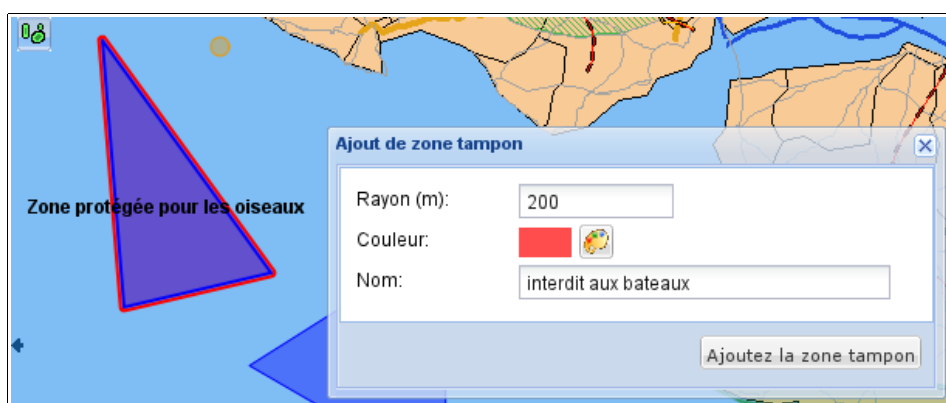 Ajout de zone tampon
Zone protégée pour les oiseaux
Rayon (m):
200
Couleur:
Nom:
interdit aux bateaux
Ajoutez la zone tampon